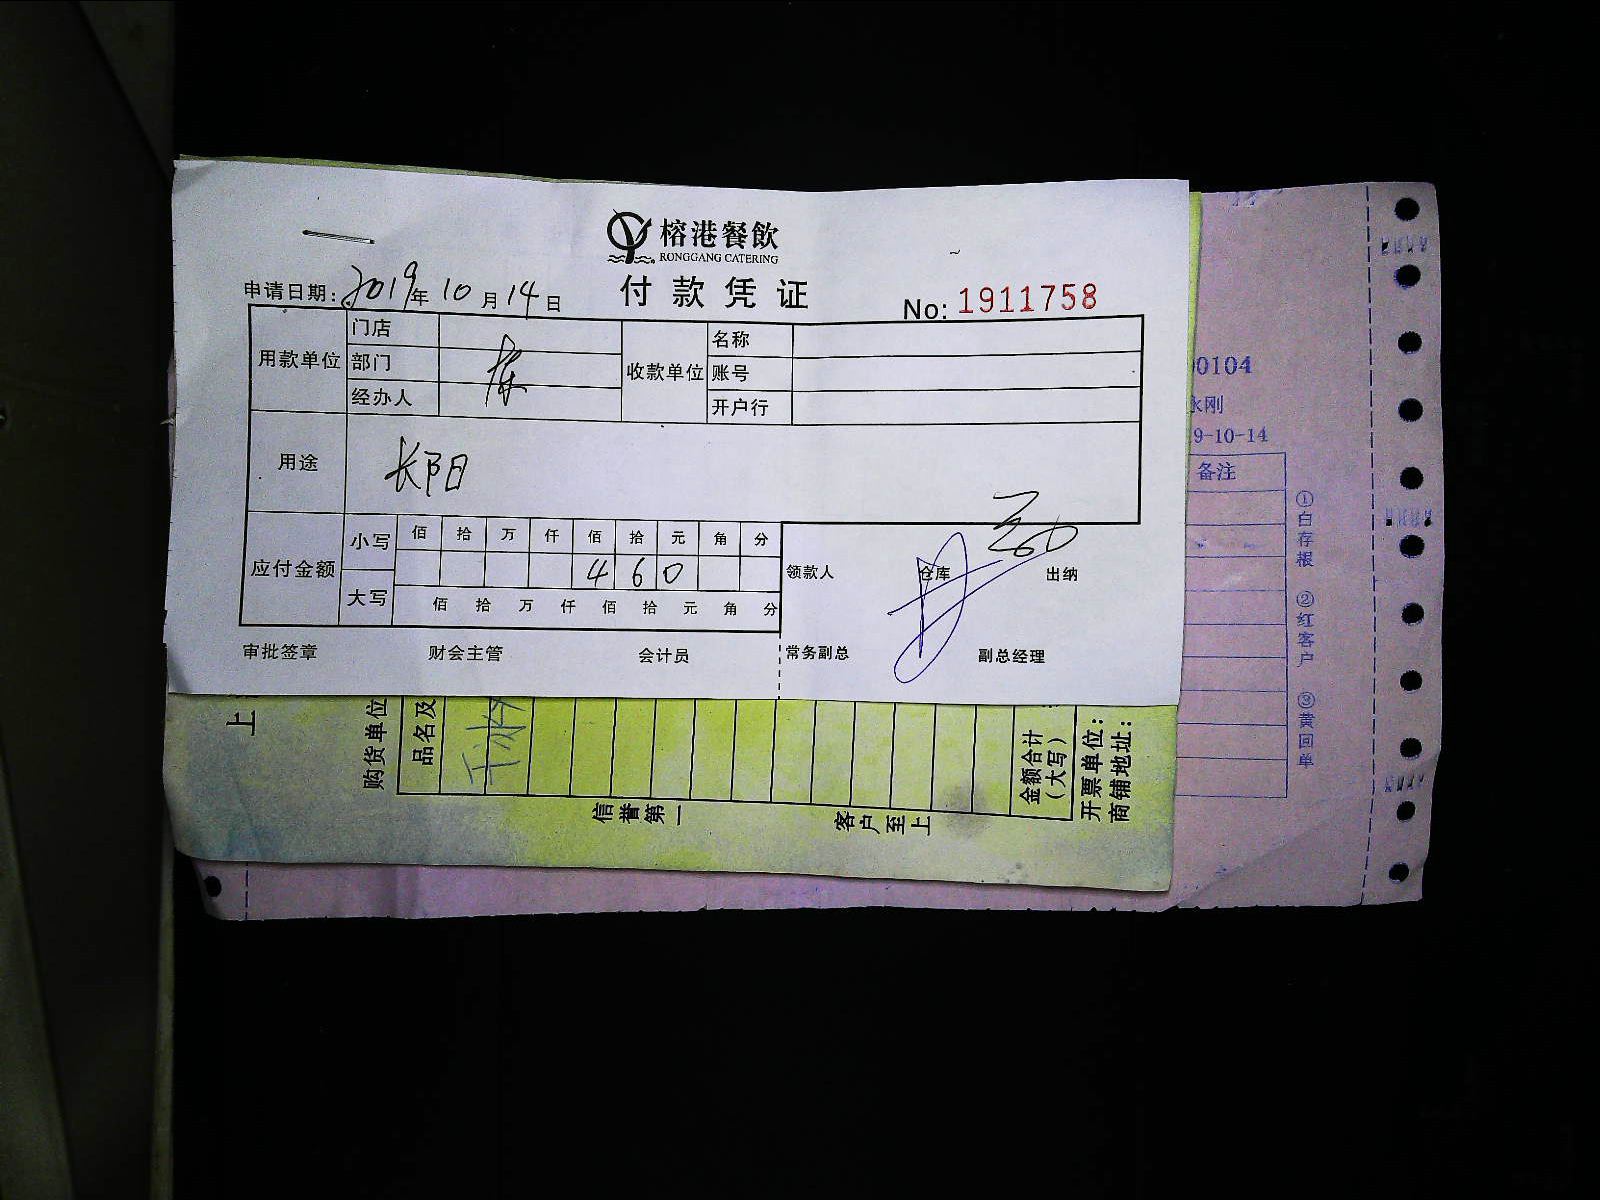 榕港餐飲
RONGGANG CATERING
付款凭证
申请日期: 2019年10月14日
No: 1911758
用款单位 门店 收款单位 名称
部门 账号
经办人 开户行
用途 长阳
应付金额 小写 佰 拾 万 仟 佰 拾 元 角 分
4 6 0
大写 佰 拾 万 仟 佰 拾 元 角 分
领款人 仓库 出纳
审批签章 财会主管 会计员 常务副总 副总经理
上
购货单位
品名及
金额合计
(大写)
开票单位:
商铺地址:
信誉第一
客户至上
0104
永刚
9-10-14
备注
①白存根 ②红客户 ③黄回单